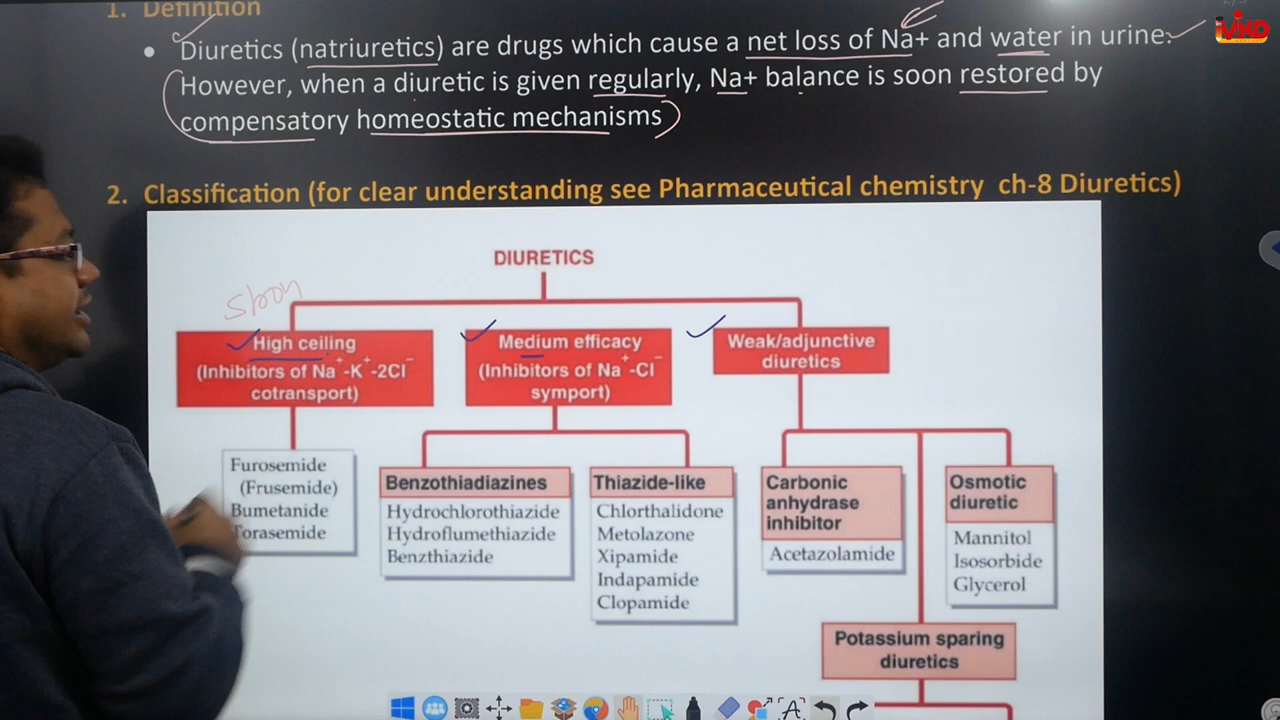 1. Definition
• Diuretics (natriuretics) are drugs which cause a net loss of Na+ and water in urine.
However, when a diuretic is given regularly, Na+ balance is soon restored by
compensatory homeostatic mechanisms
2. Classification (for clear understanding see Pharmaceutical chemistry ch-8 Diuretics)
DIURETICS
High ceiling
(Inhibitors of Na⁺-K⁺-2Cl⁻
cotransport)
Medium efficacy
(Inhibitors of Na⁺-Cl⁻
symport)
Weak/adjunctive
diuretics
Furosemide
(Frusemide)
Bumetanide
Torasemide
Benzothiadiazines
Hydrochlorothiazide
Hydroflumethiazide
Benzthiazide
Thiazide-like
Chlorthalidone
Metolazone
Xipamide
Indapamide
Clopamide
Carbonic
anhydrase
inhibitor
Acetazolamide
Osmotic
diuretic
Mannitol
Isosorbide
Glycerol
Potassium sparing
diuretics